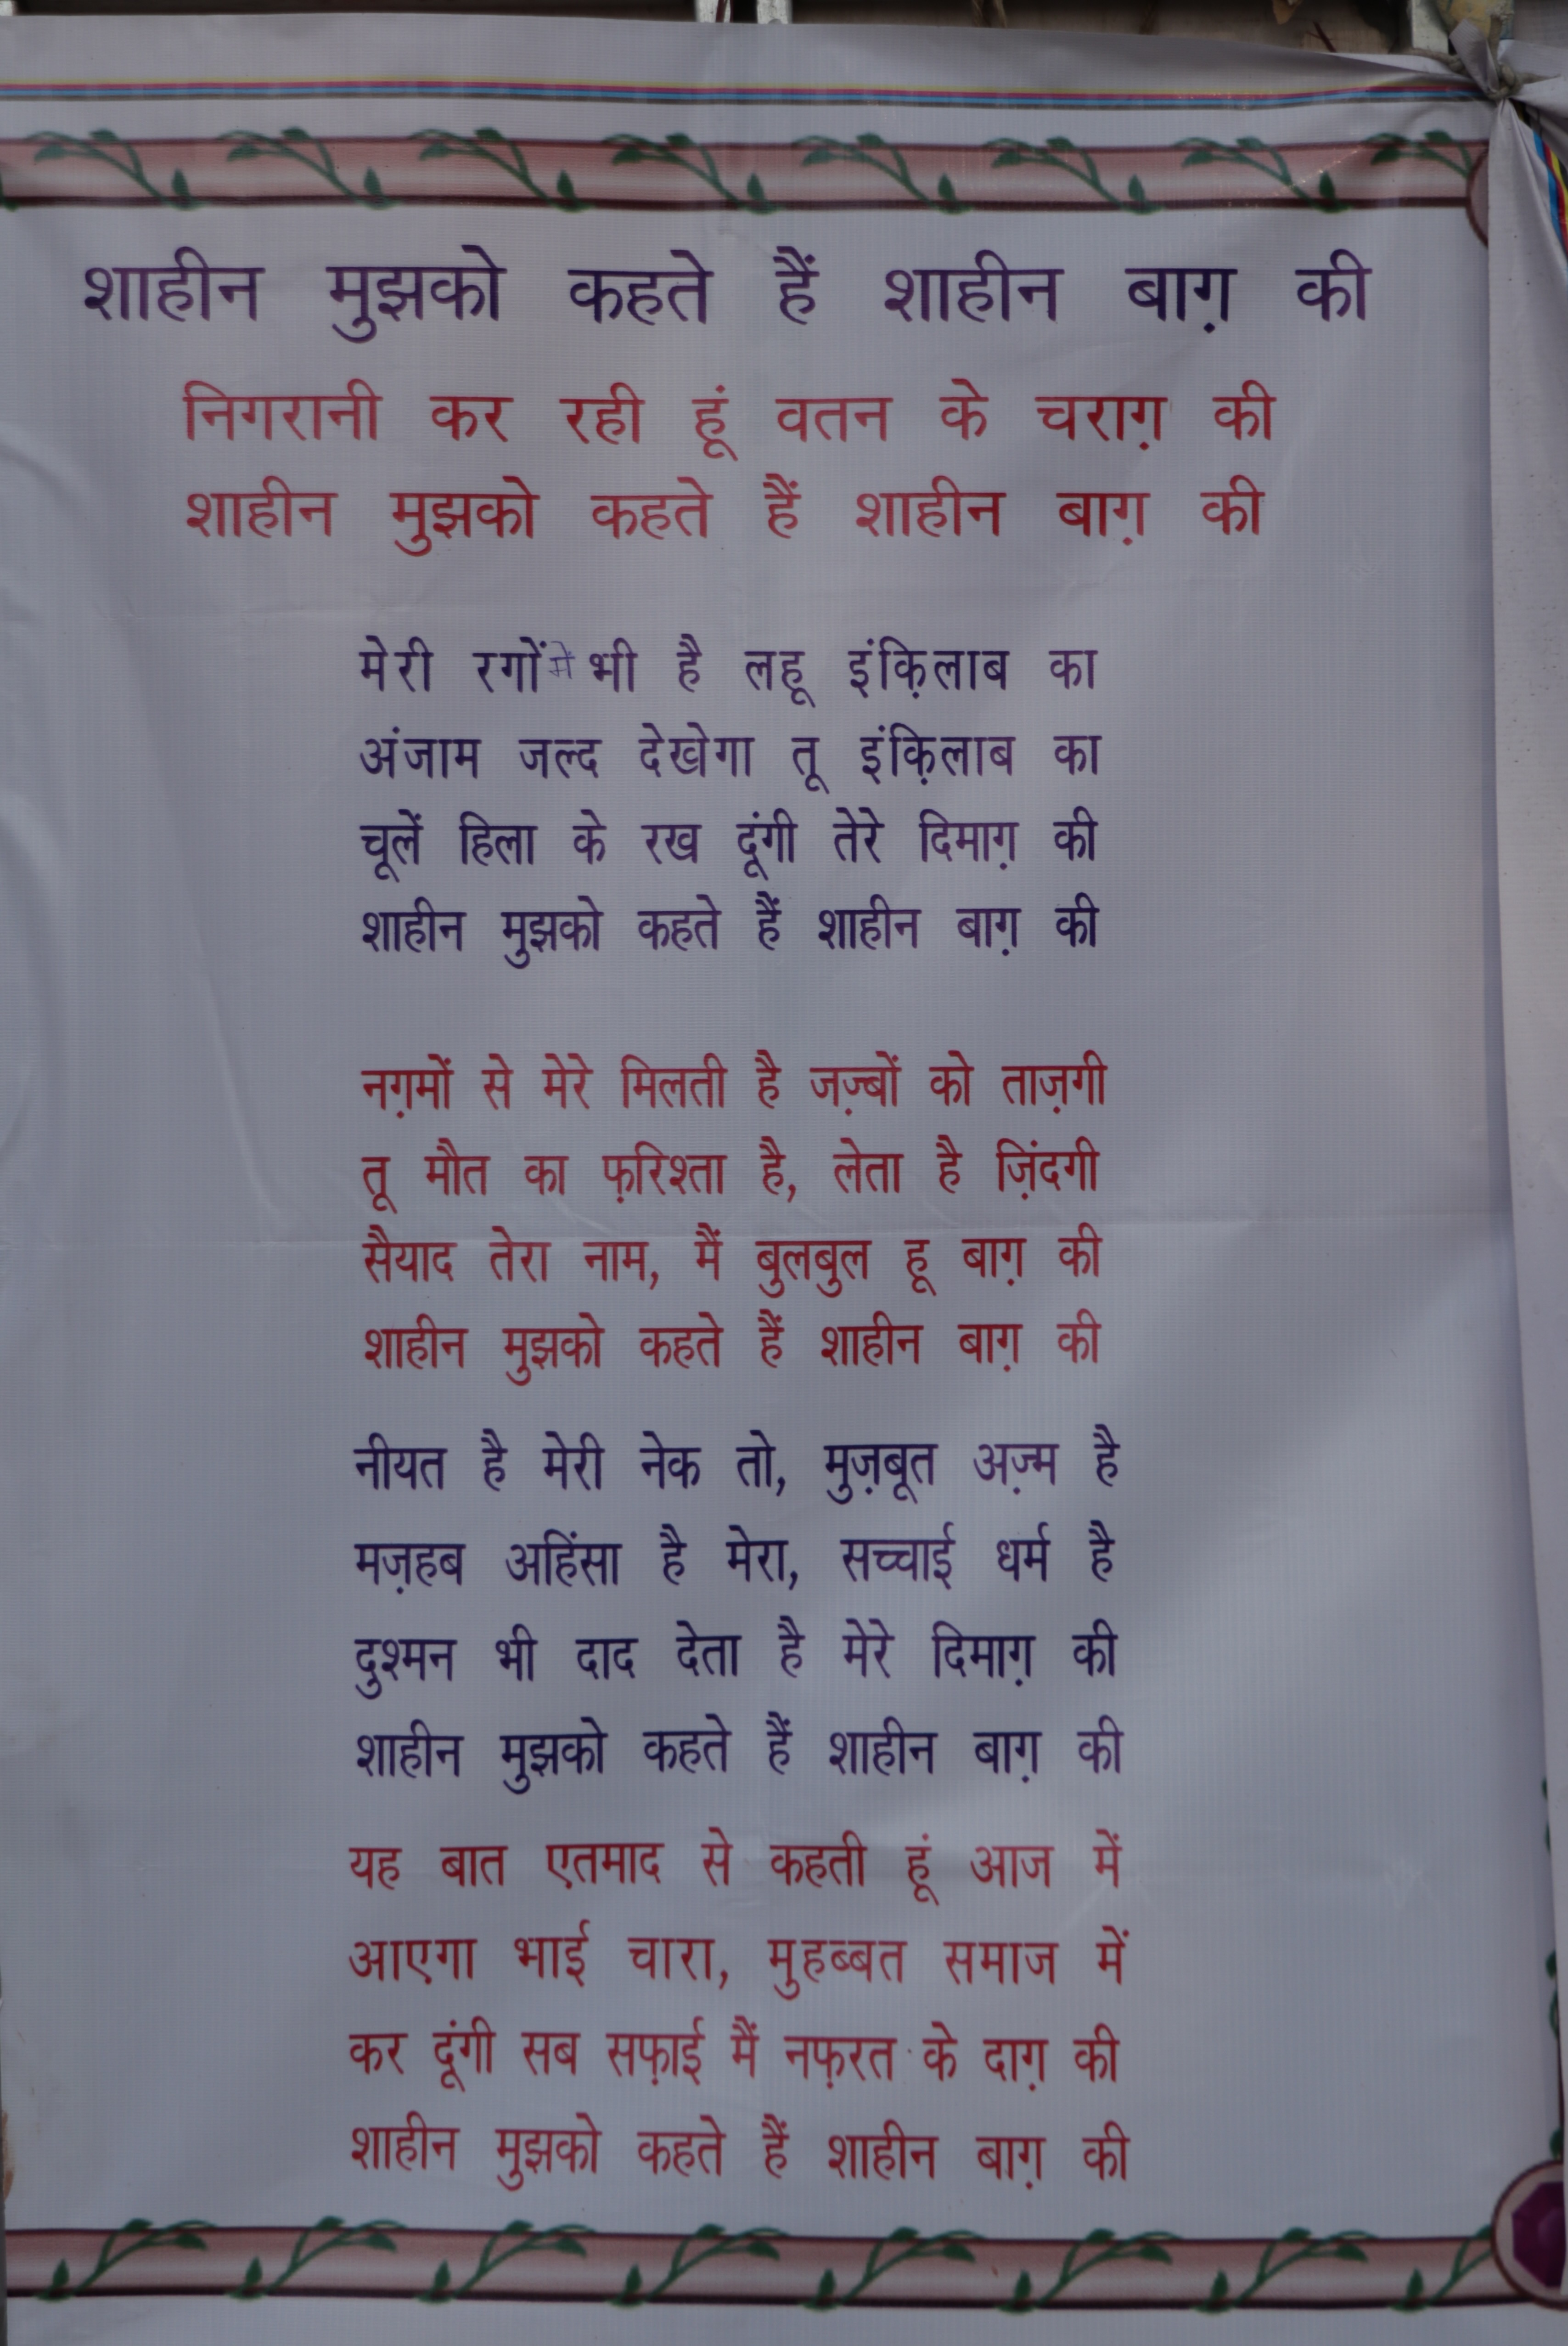 शाहीन मुझको कहते हैं शाहीन बाग़ की
निगरानी कर रही हूं वतन के चराग़ की
शाहीन मुझको कहते हैं शाहीन बाग़ की
मेरी रगों में भी है लहू इंक़िलाब का
अंजाम जल्द देखेगा तू इंक़िलाब का
चूलें हिला के रख दूंगी तेरे दिमाग़ की
शाहीन मुझको कहते हैं शाहीन बाग़ की
नग़मों से मेरे मिलती है जज़्बों को ताज़गी
तू मौत का फ़रिश्ता है, लेता है ज़िंदगी
सैयाद तेरा नाम, मैं बुलबुल हू बाग़ की
शाहीन मुझको कहते हैं शाहीन बाग़ की
नीयत है मेरी नेक तो, मुज़बूत अज़्म है
मज़हब अहिंसा है मेरा, सच्चाई धर्म है
दुश्मन भी दाद देता है मेरे दिमाग़ की
शाहीन मुझको कहते हैं शाहीन बाग़ की
यह बात एतमाद से कहती हूं आज में
आएगा भाई चारा, मुहब्बत समाज में
कर दूंगी सब सफ़ाई मैं नफ़रत के दाग़ की
शाहीन मुझको कहते हैं शाहीन बाग़ की